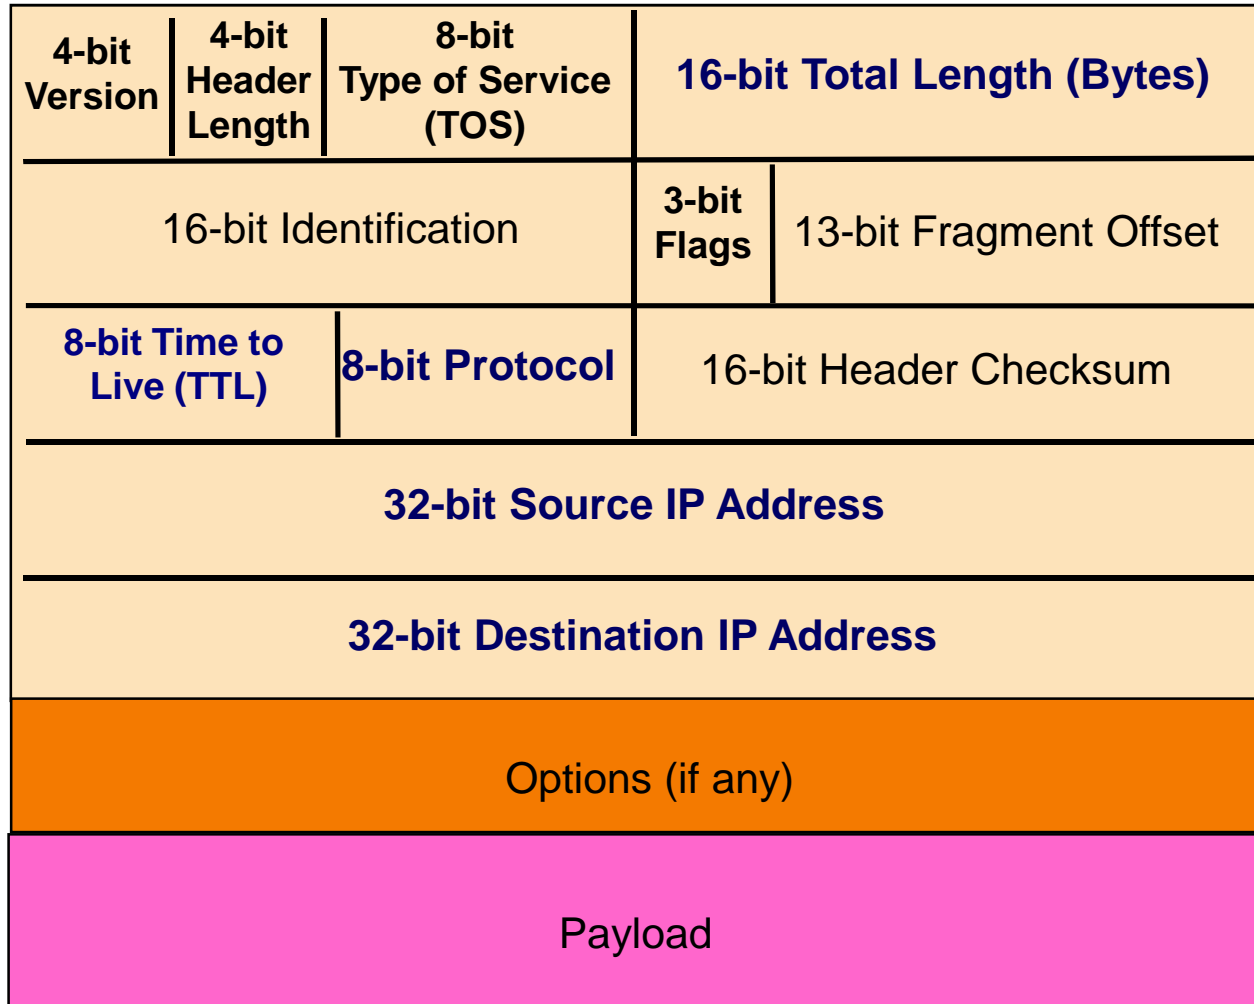 4-bit
Version
4-bit
Header
Length
8-bit
Type of Service
(TOS)
16-bit Total Length (Bytes)
16-bit Identification
3-bit
Flags
13-bit Fragment Offset
8-bit Time to
Live (TTL)
8-bit Protocol
16-bit Header Checksum
32-bit Source IP Address
32-bit Destination IP Address
Options (if any)
Payload